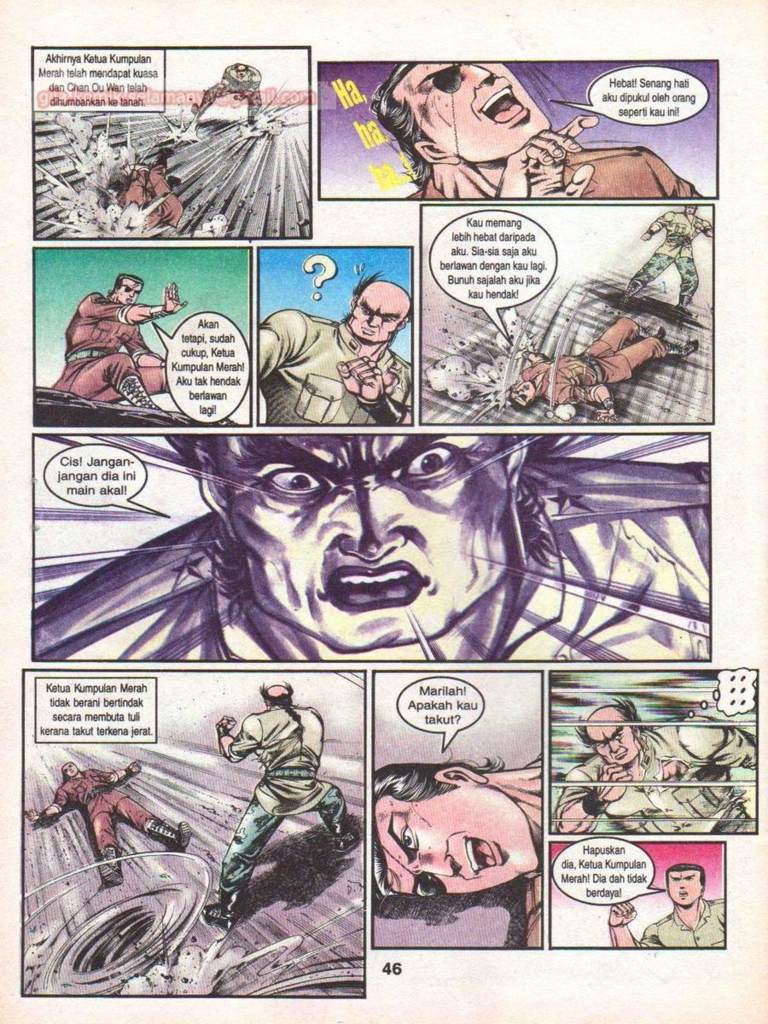 Akhirnya Ketua Kumpulan
Merah telah mendapat kuasa
dan Chan Ou Wen telah
dihumbankan ke tanah.
Ha,
ha,
ha.
Hebat! Senang hati
aku dipukul oleh orang
seperti kau ini!
Akan
tetapi, sudah
cukup, Ketua
Kumpulan Merah!
Aku tak hendak
berlawan
lagi!
?
Kau memang
lebih hebat daripada
aku. Sia-sia saja aku
berlawan dengan kau lagi.
Bunuh sajalah aku jika
kau hendak!
Cis! Jangan-
jangan dia ini
main akal!
Ketua Kumpulan Merah
tidak berani bertindak
secara membuta tuli
kerana takut terkena jerat.
Marilah!
Apakah kau
takut?
Hapuskan
dia, Ketua Kumpulan
Merah! Dia dah tidak
berdaya!
46